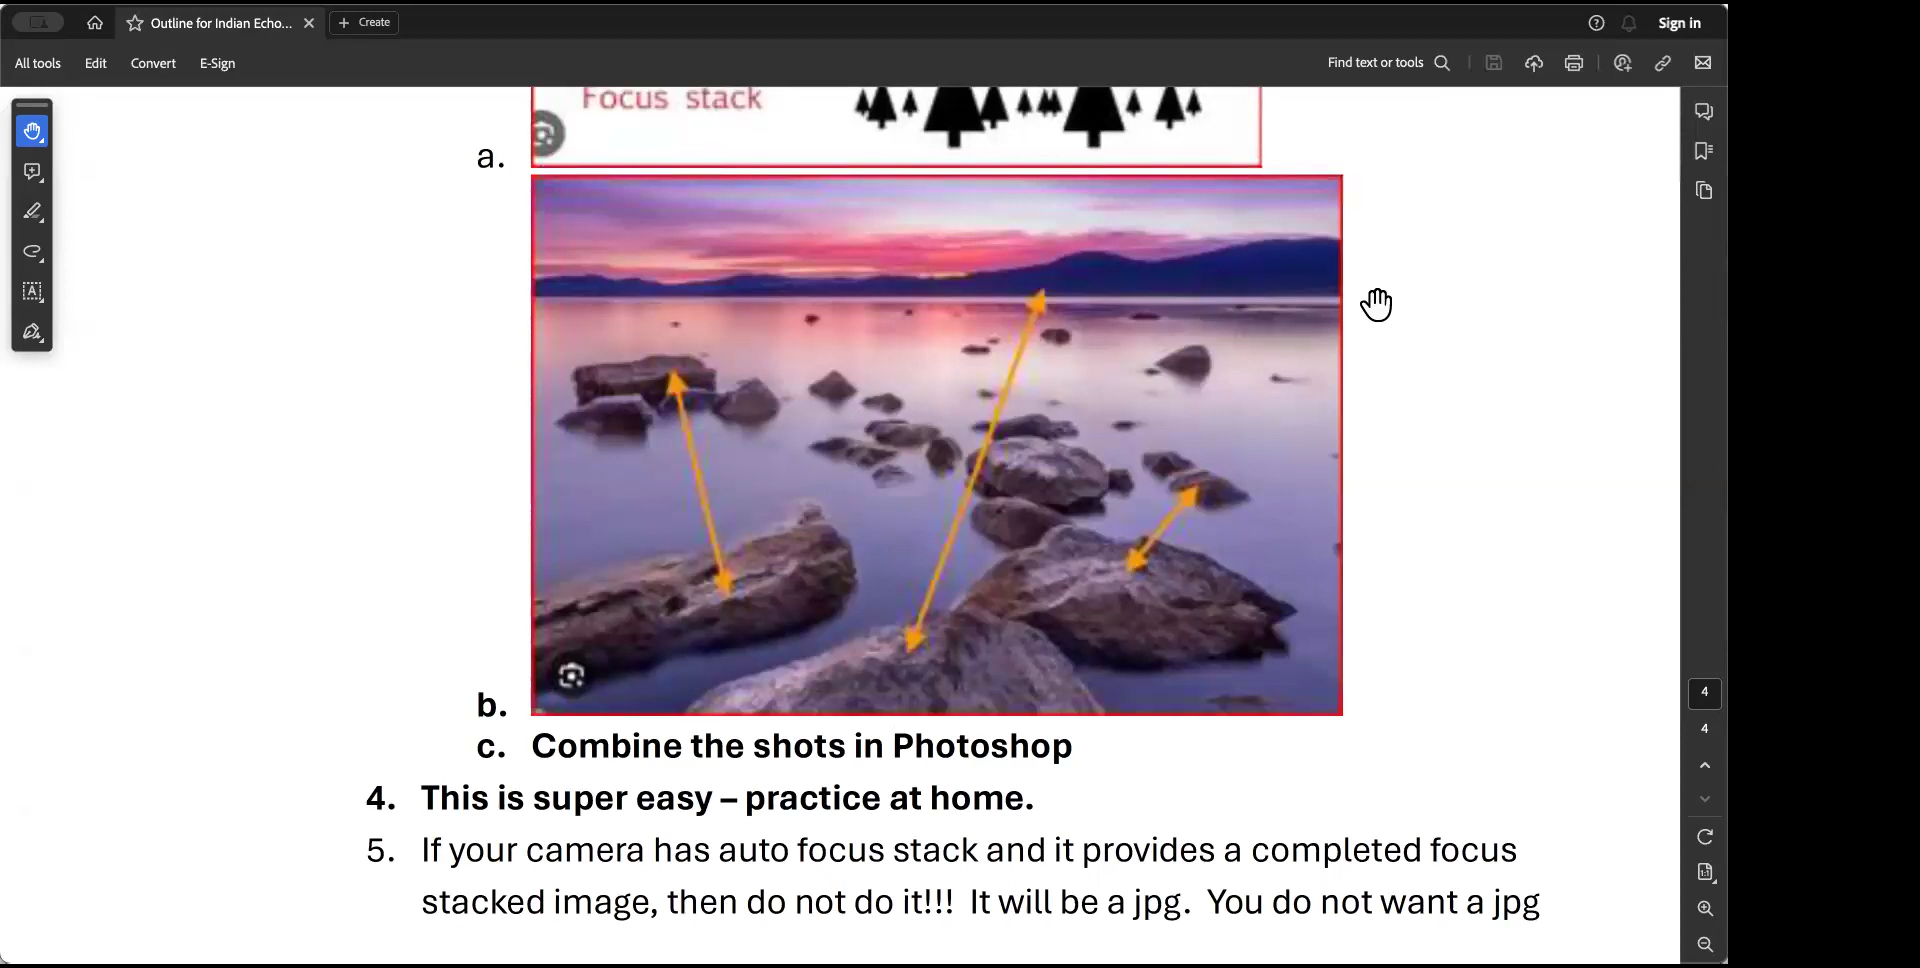 Outline for Indian Echo...
Create
Sign in
All tools
Edit
Convert
E-Sign
Find text or tools
Focus stack
a.
b.
c. Combine the shots in Photoshop
4. This is super easy – practice at home.
5. If your camera has auto focus stack and it provides a completed focus
stacked image, then do not do it!!! It will be a jpg. You do not want a jpg
4
4